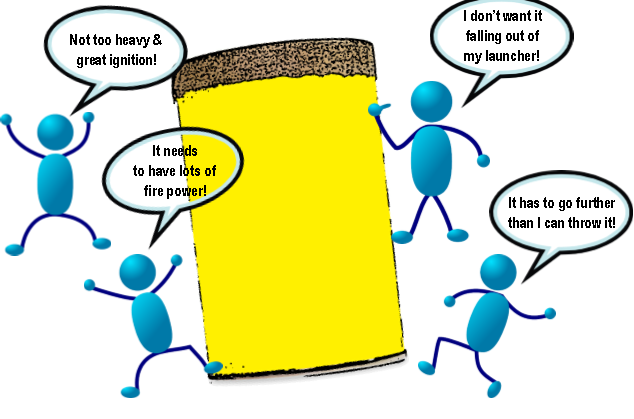 Not too heavy &
great ignition!
I don't want it
falling out of
my launcher!
It needs
to have lots of
fire power!
It has to go further
than I can throw it!